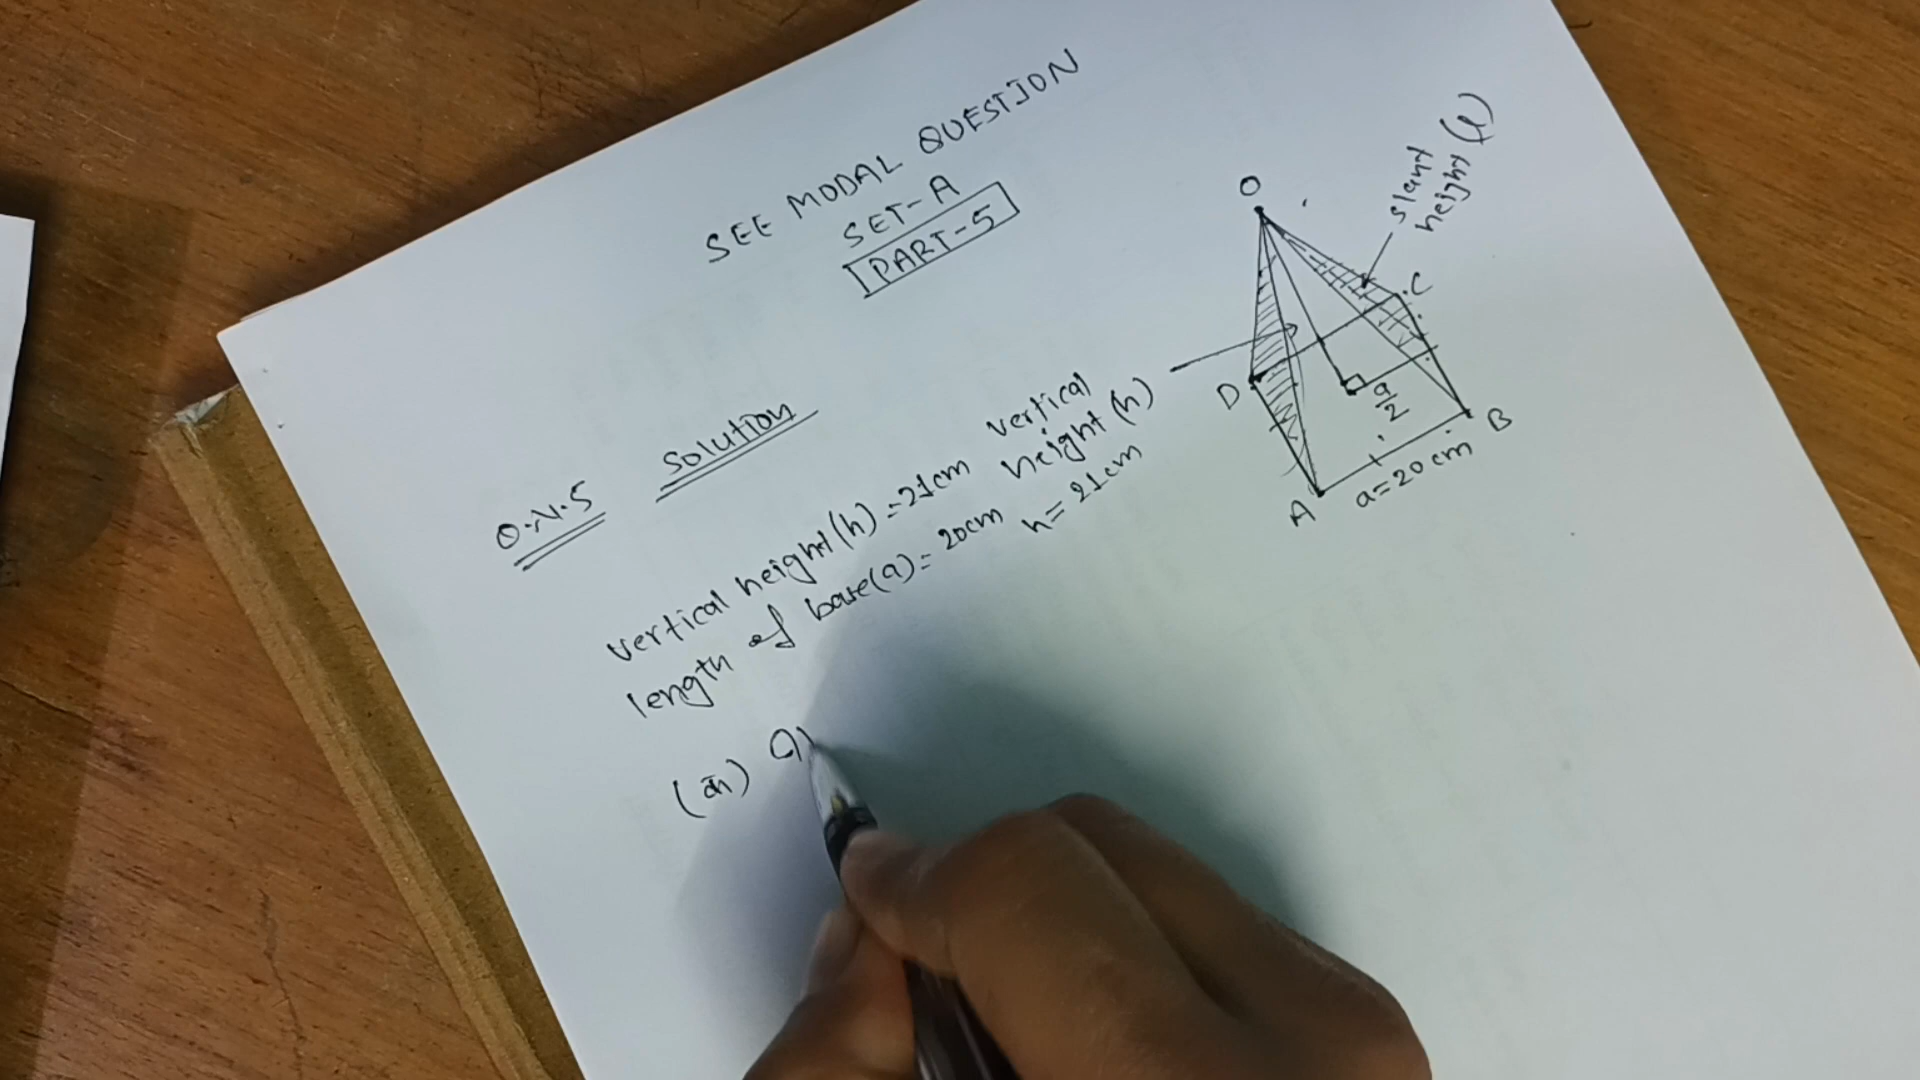 SEE MODAL QUESTION
SET-A
PART-5
Q.N.5
Solution
vertical height(h) = 21cm
length of base(a) = 20cm
vertical
height (h)
h = 21cm
O
slant
height (l)
C
D
a/2
B
A
a = 20 cm